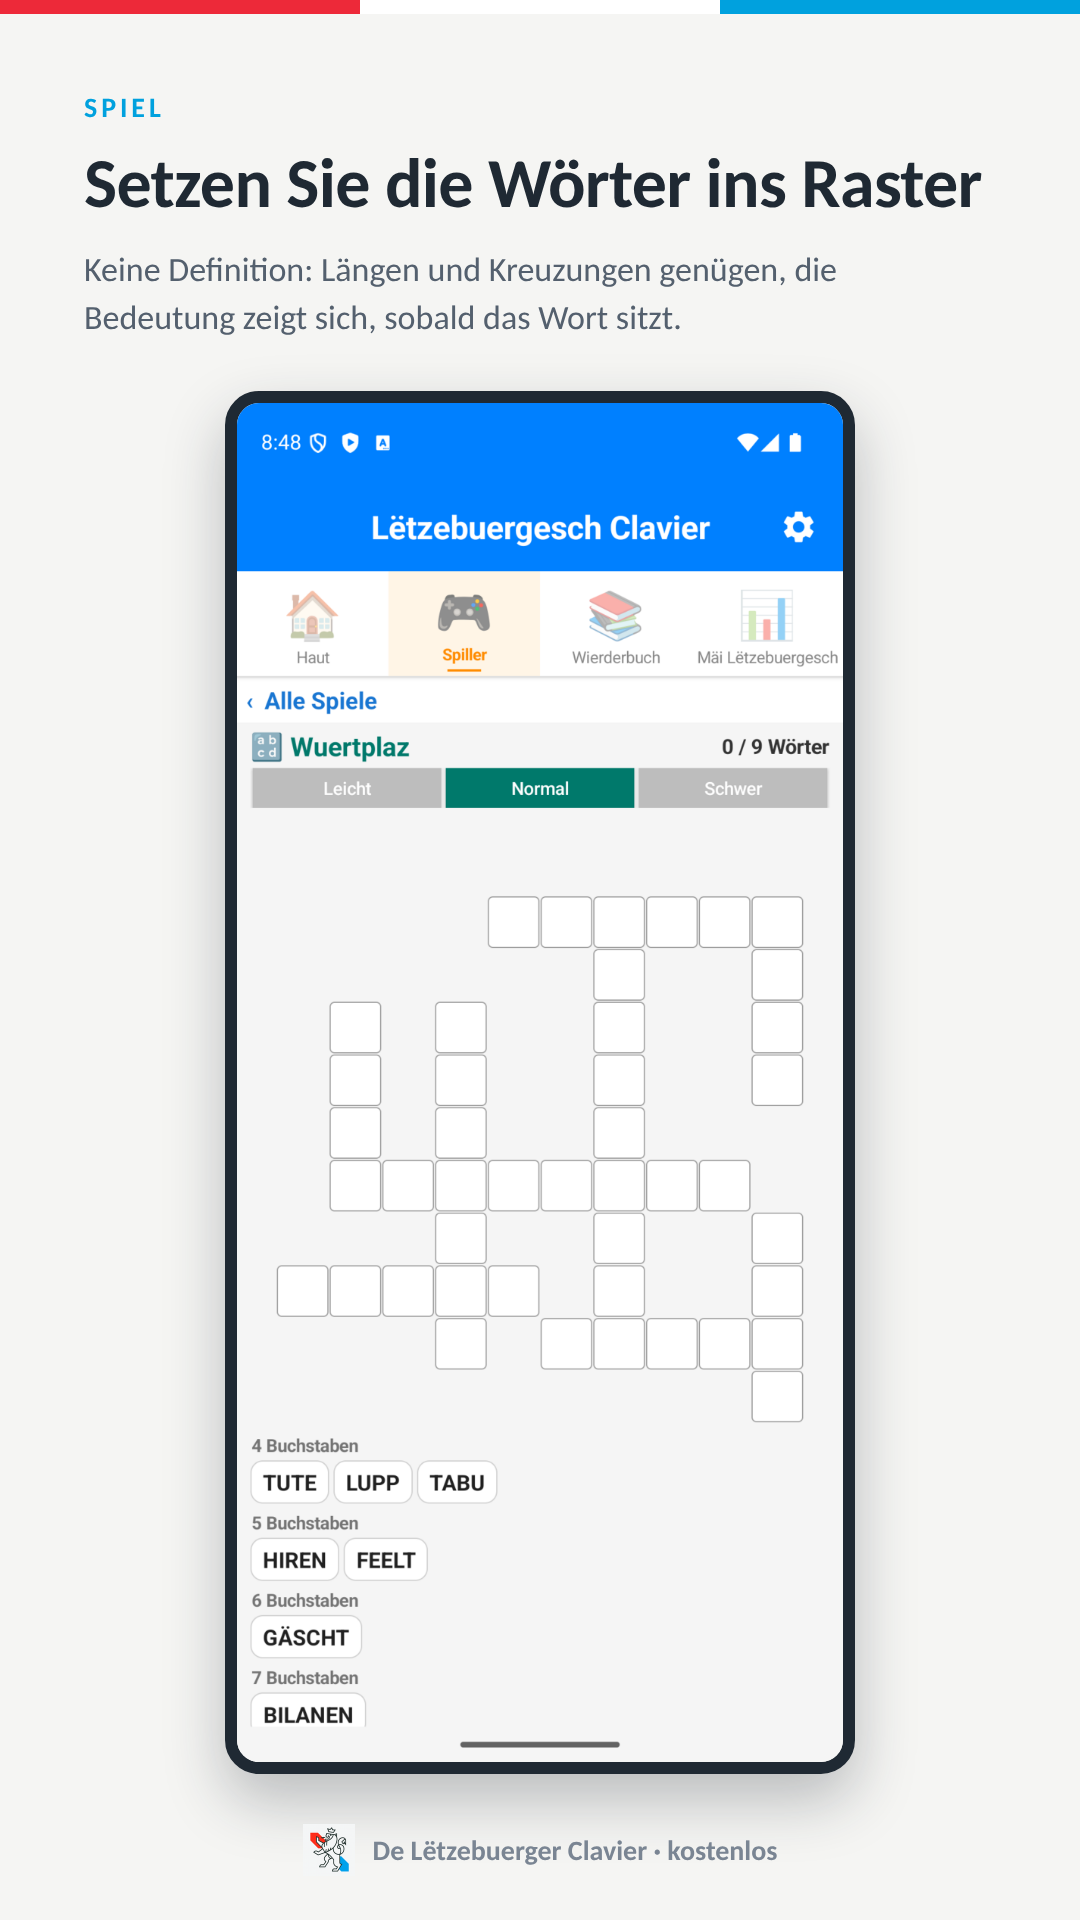 SPIEL
Setzen Sie die Wörter ins Raster
Keine Definition: Längen und Kreuzungen genügen, die
Bedeutung zeigt sich, sobald das Wort sitzt.
8:48
Lëtzebuergesch Clavier
Haut
Spiller
Wierderbuch
Mäi Lëtzebuergesch
‹ Alle Spiele
Wuertplaz
0 / 9 Wörter
Leicht
Normal
Schwer
4 Buchstaben
TUTE
LUPP
TABU
5 Buchstaben
HIREN
FEELT
6 Buchstaben
GÄSCHT
7 Buchstaben
BILANEN
De Lëtzebuerger Clavier · kostenlos